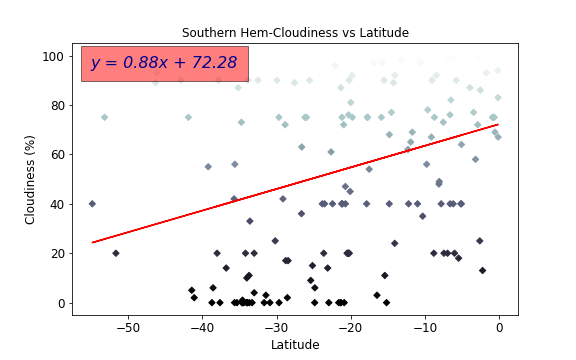 Southern Hem-Cloudiness vs Latitude
y = 0.88x + 72.28
100
80
60
40
20
0
Cloudiness (%)
−50 −40 −30 −20 −10 0
Latitude